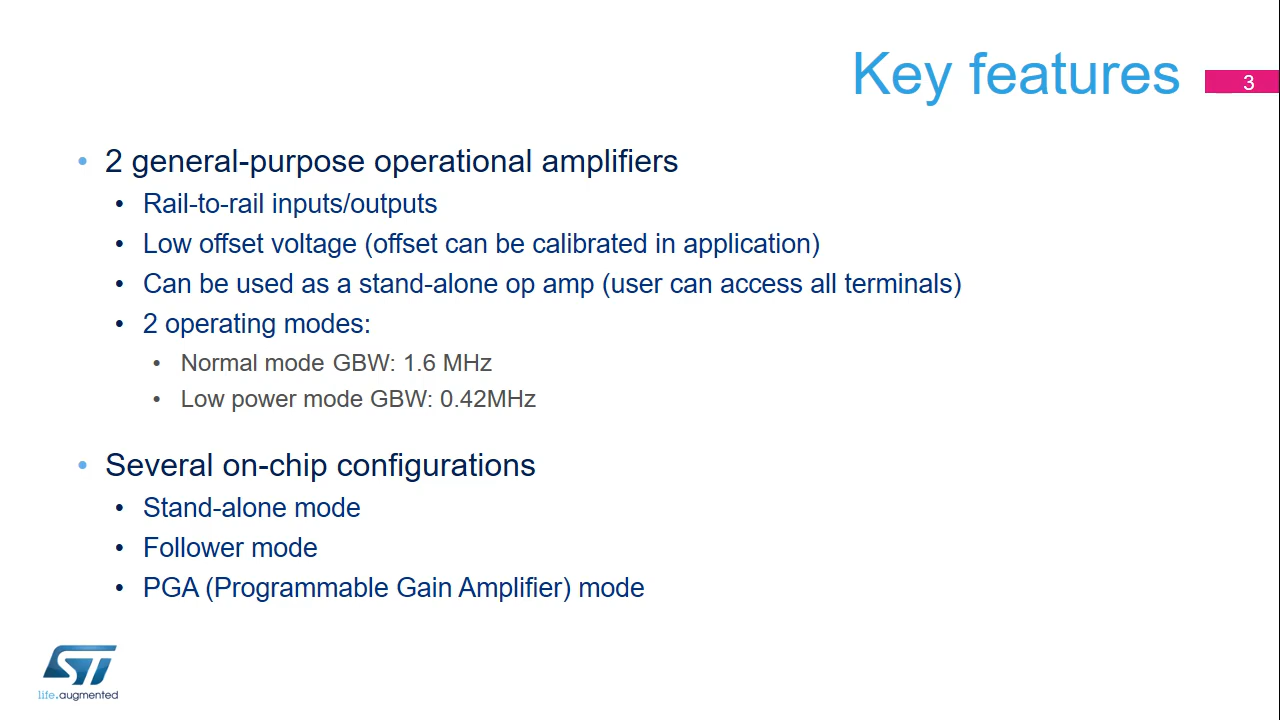 Key features
3
• 2 general-purpose operational amplifiers
• Rail-to-rail inputs/outputs
• Low offset voltage (offset can be calibrated in application)
• Can be used as a stand-alone op amp (user can access all terminals)
• 2 operating modes:
• Normal mode GBW: 1.6 MHz
• Low power mode GBW: 0.42MHz
• Several on-chip configurations
• Stand-alone mode
• Follower mode
• PGA (Programmable Gain Amplifier) mode
ST
life.augmented